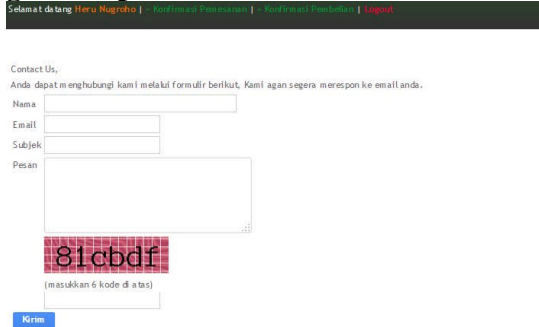 Selamat datang Heru Nugroho | » Konfirmasi Pemesanan | » Konfirmasi Pembelian | Logout
Contact Us,
Anda dapat menghubungi kami melalui formulir berikut, Kami agan segera merespon ke email anda.
Nama
Email
Subjek
Pesan
81cbdf
(masukkan 6 kode di atas)
Kirim